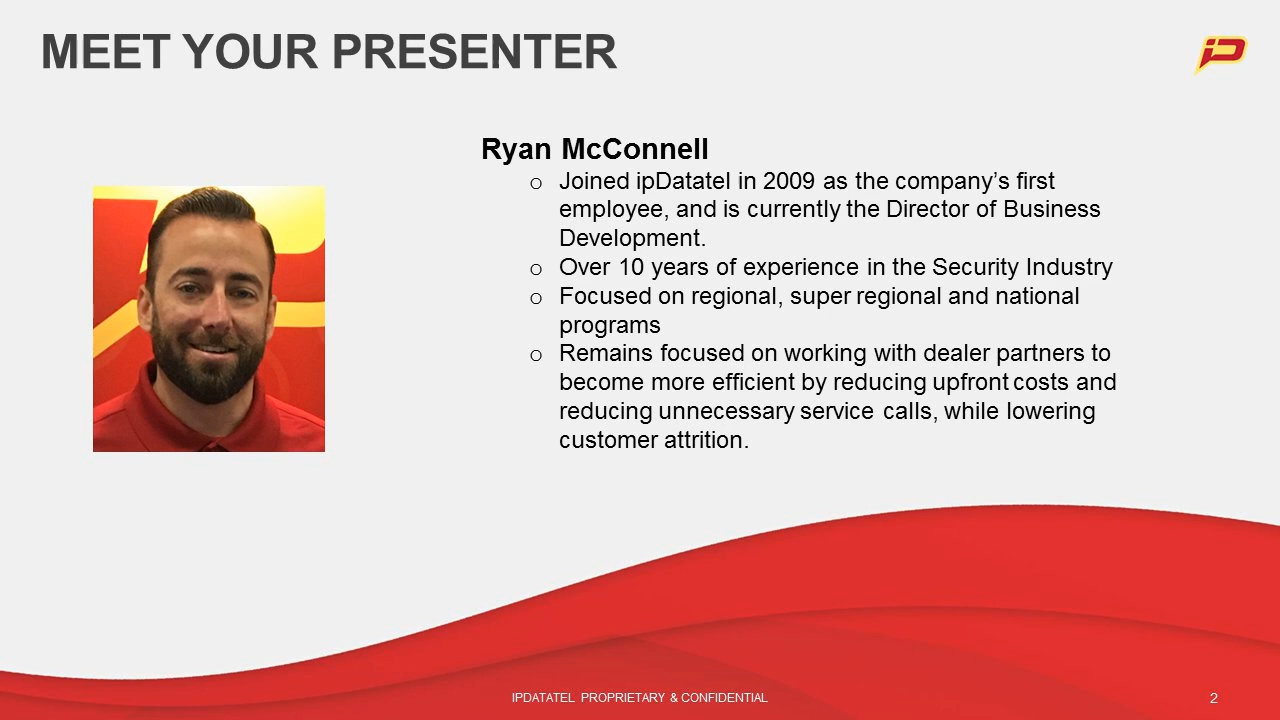 MEET YOUR PRESENTER
iD
Ryan McConnell
o Joined ipDatatel in 2009 as the company’s first
employee, and is currently the Director of Business
Development.
o Over 10 years of experience in the Security Industry
o Focused on regional, super regional and national
programs
o Remains focused on working with dealer partners to
become more efficient by reducing upfront costs and
reducing unnecessary service calls, while lowering
customer attrition.
IPDATATEL PROPRIETARY & CONFIDENTIAL
2